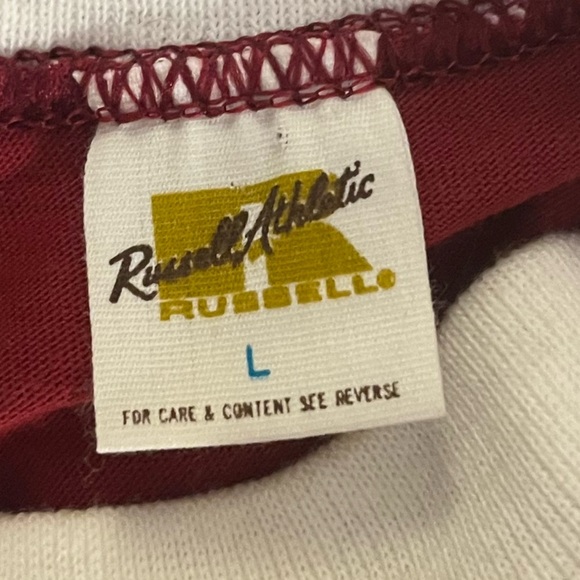 Russell Athletic
RUSSELL®
L
FOR CARE & CONTENT SEE REVERSE